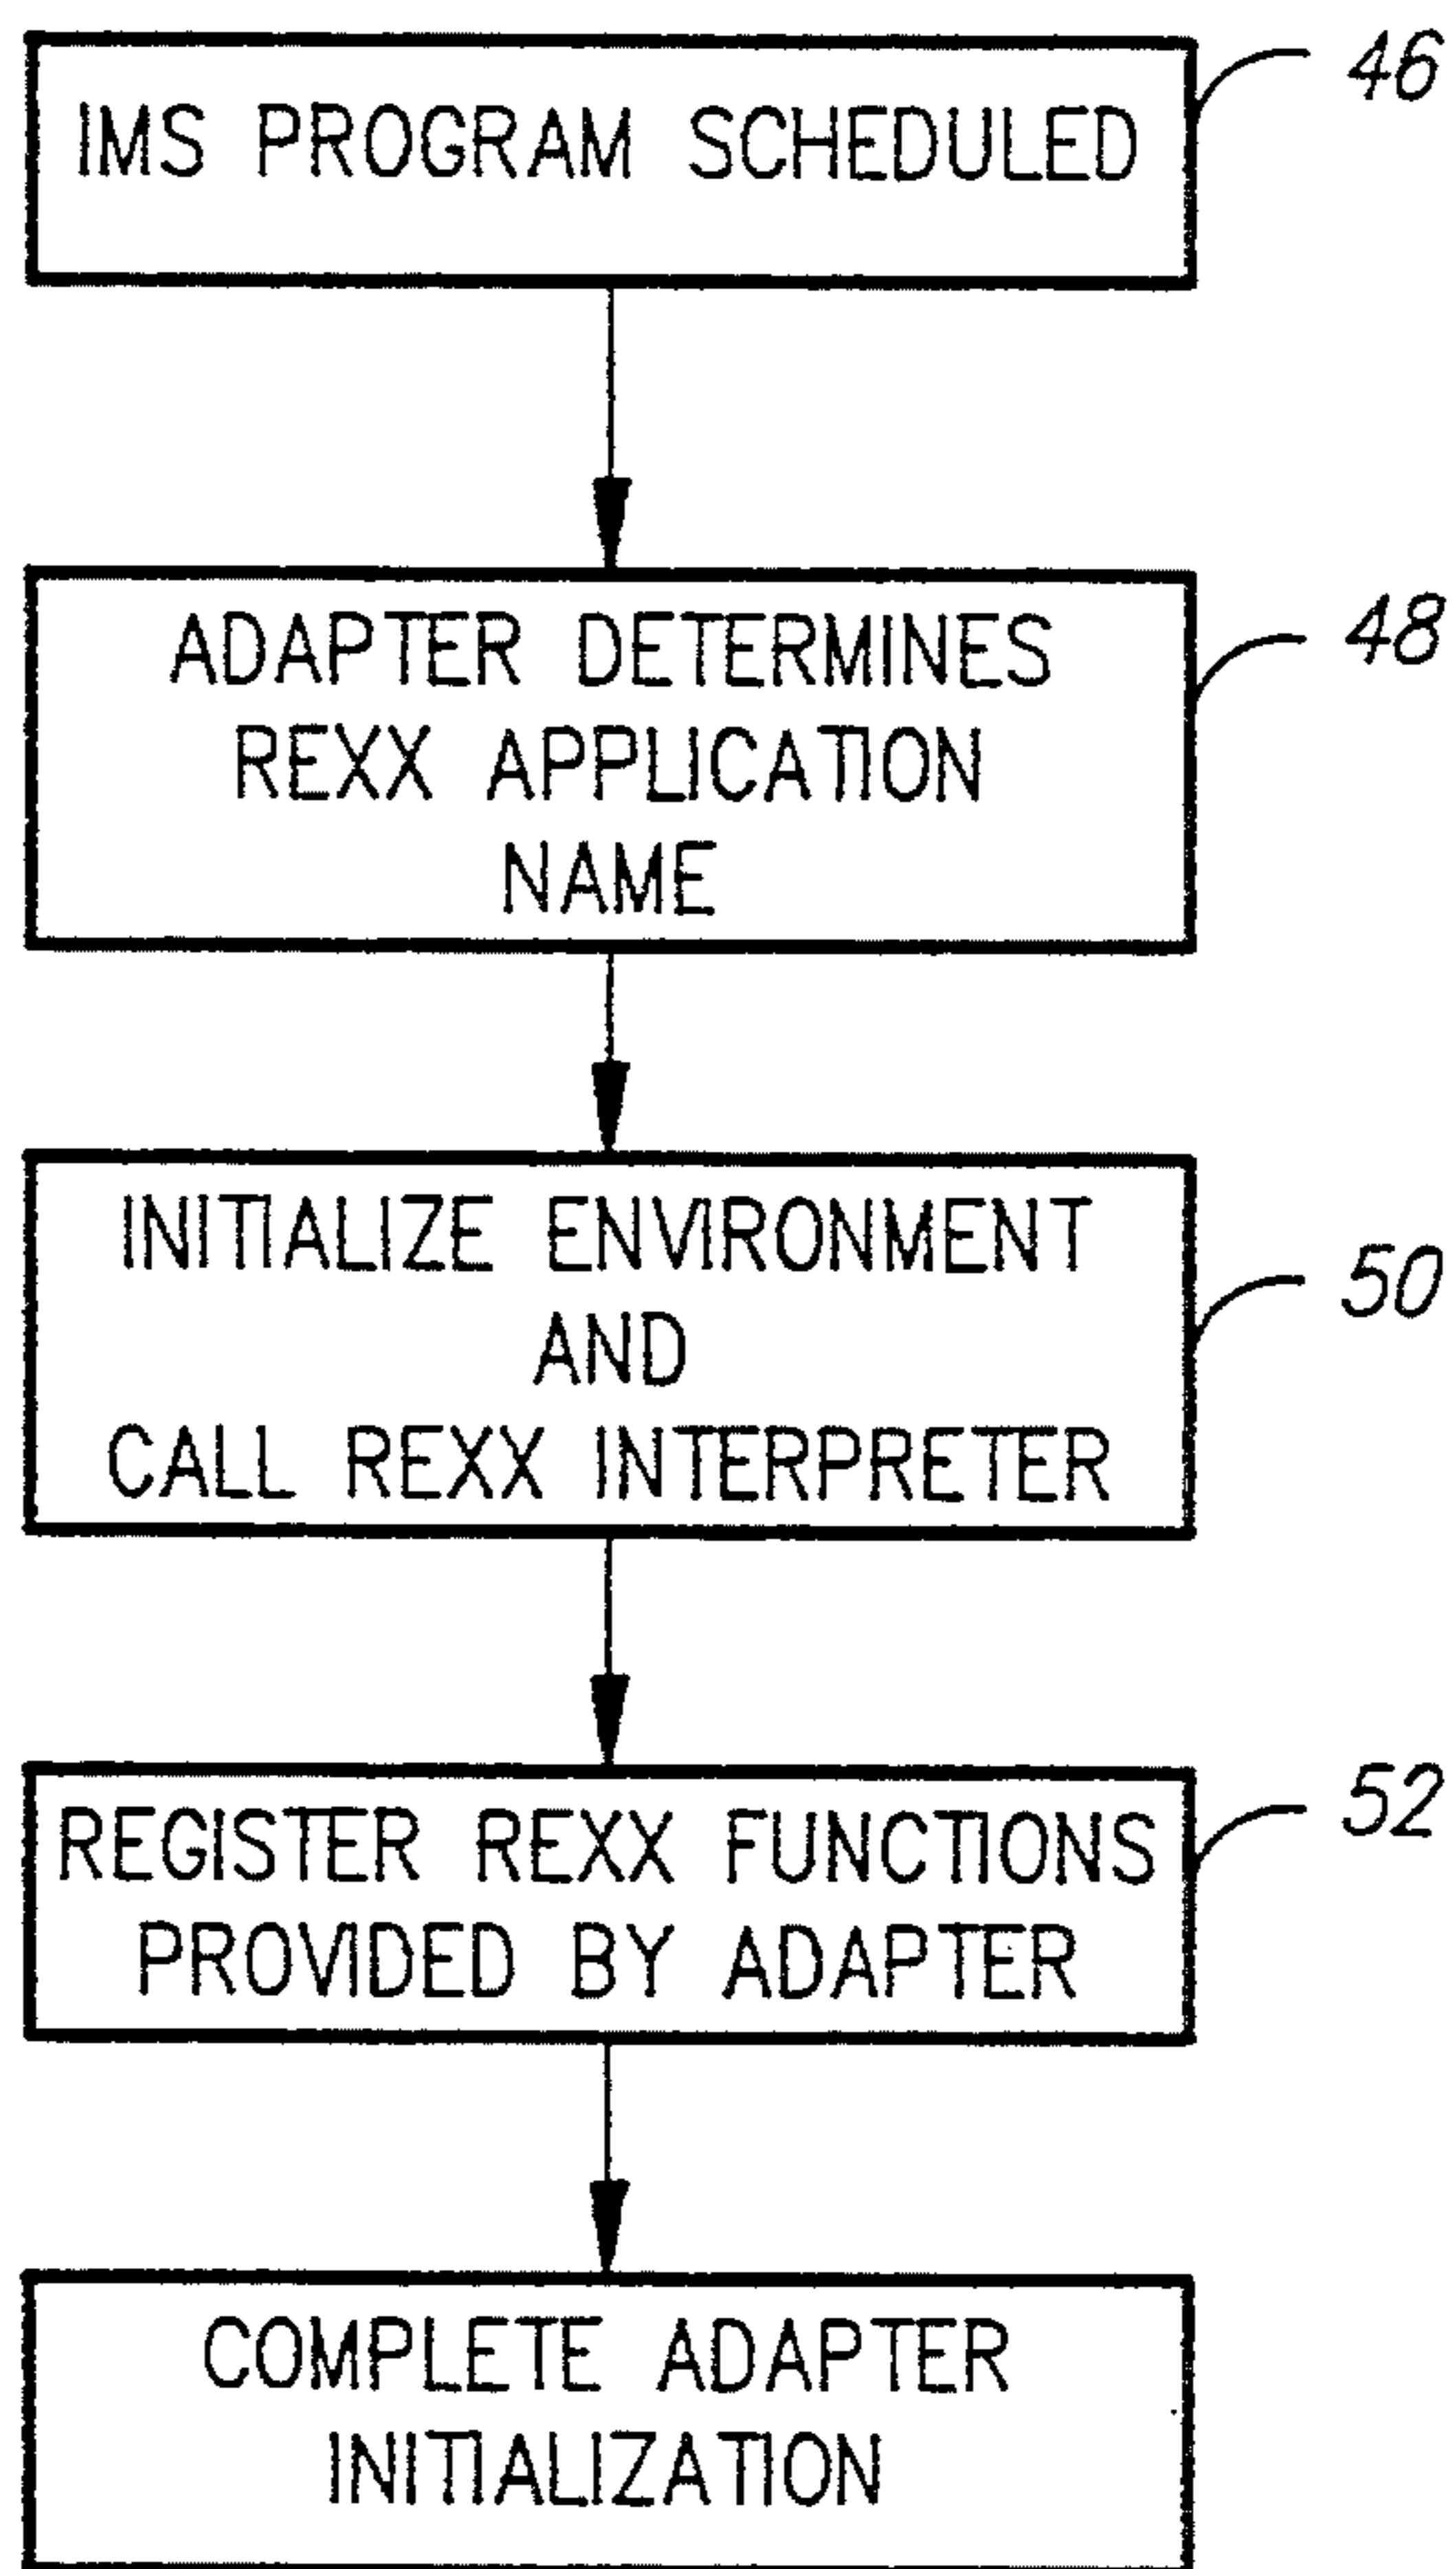 IMS PROGRAM SCHEDULED
46
ADAPTER DETERMINES
REXX APPLICATION
NAME
48
INITIALIZE ENVIRONMENT
AND
CALL REXX INTERPRETER
50
REGISTER REXX FUNCTIONS
PROVIDED BY ADAPTER
52
COMPLETE ADAPTER
INITIALIZATION